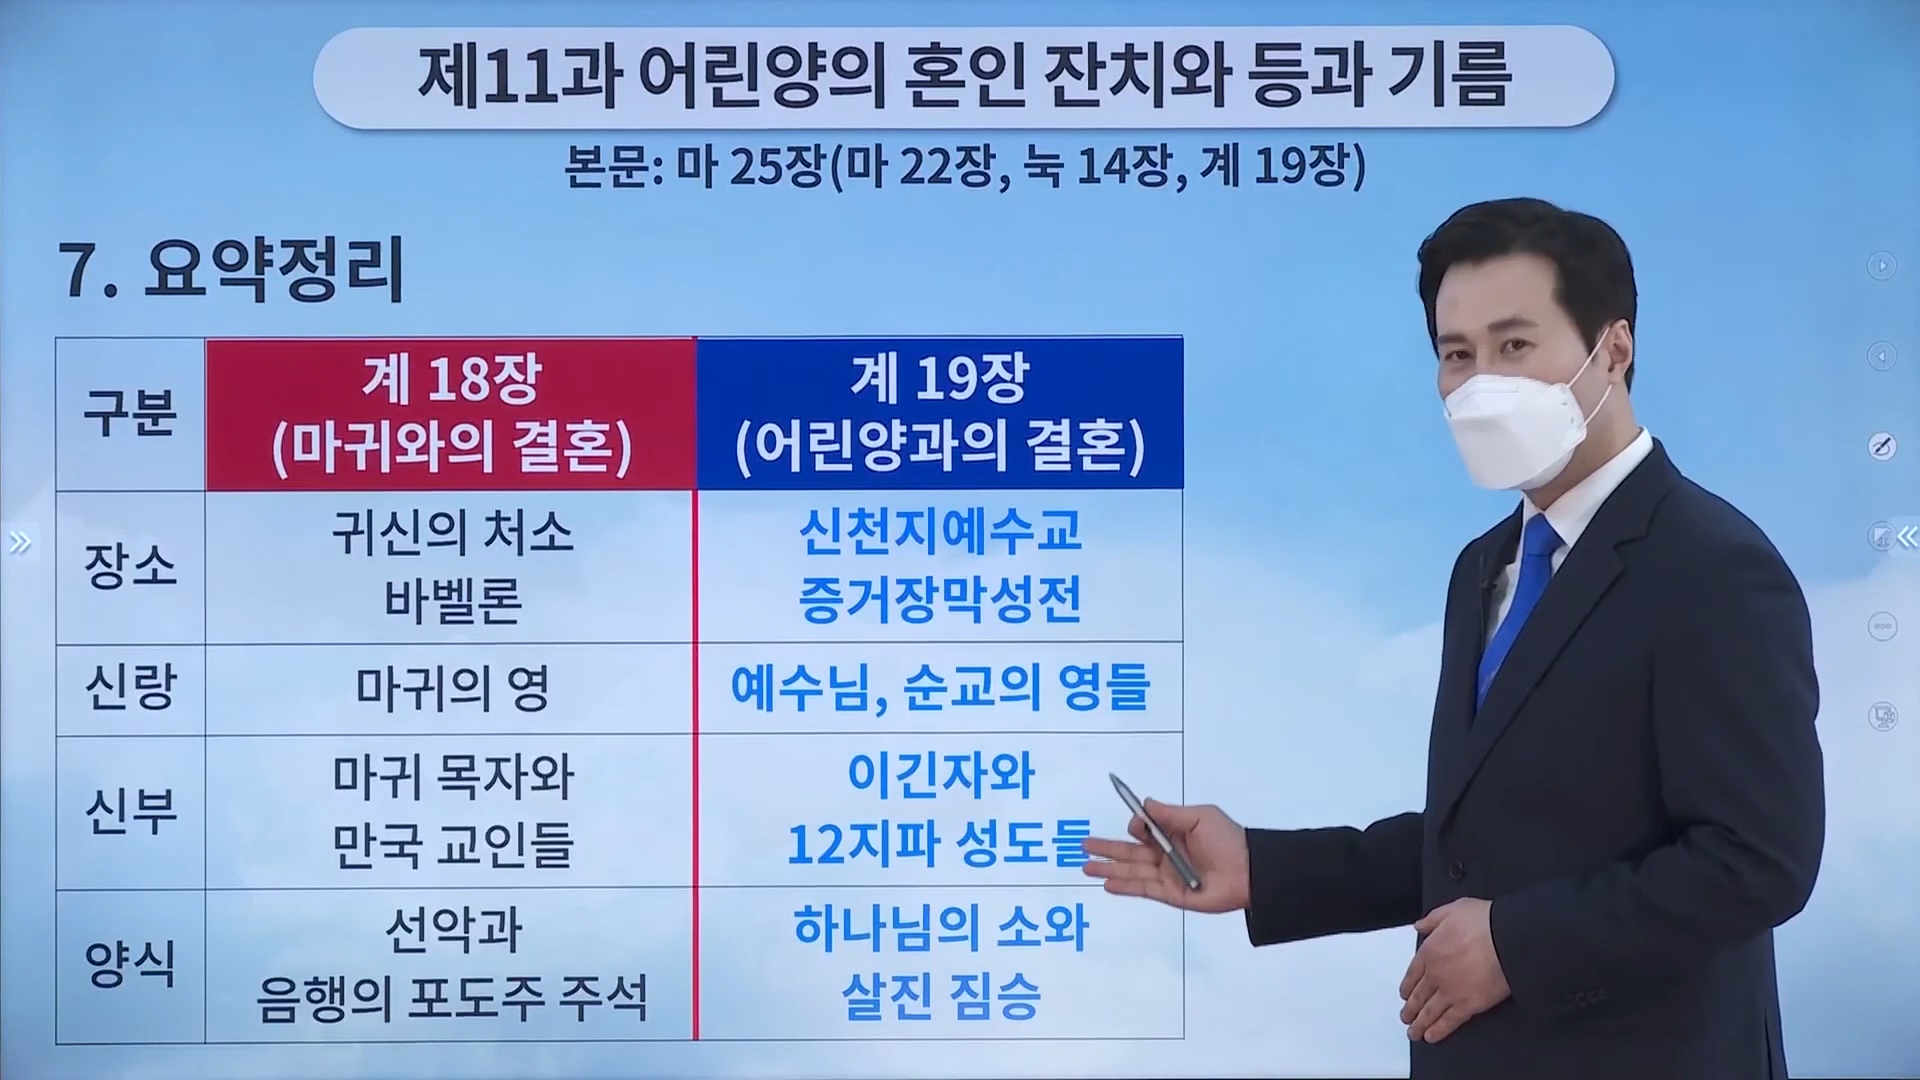 제11과 어린양의 혼인 잔치와 등과 기름
본문: 마 25장(마 22장, 눅 14장, 계 19장)
7. 요약정리
구분
계 18장
(마귀와의 결혼)
계 19장
(어린양과의 결혼)
장소
귀신의 처소
바벨론
신천지예수교
증거장막성전
신랑
마귀의 영
예수님, 순교의 영들
신부
마귀 목자와
만국 교인들
이긴자와
12지파 성도들
양식
선악과
음행의 포도주 주석
하나님의 소와
살진 짐승